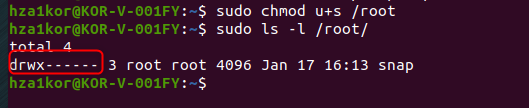 hza1kor@KOR-V-001FY:~$ sudo chmod u+s /root
hza1kor@KOR-V-001FY:~$ sudo ls -l /root/
total 4
drwx------ 3 root root 4096 Jan 17 16:13 snap
hza1kor@KOR-V-001FY:~$